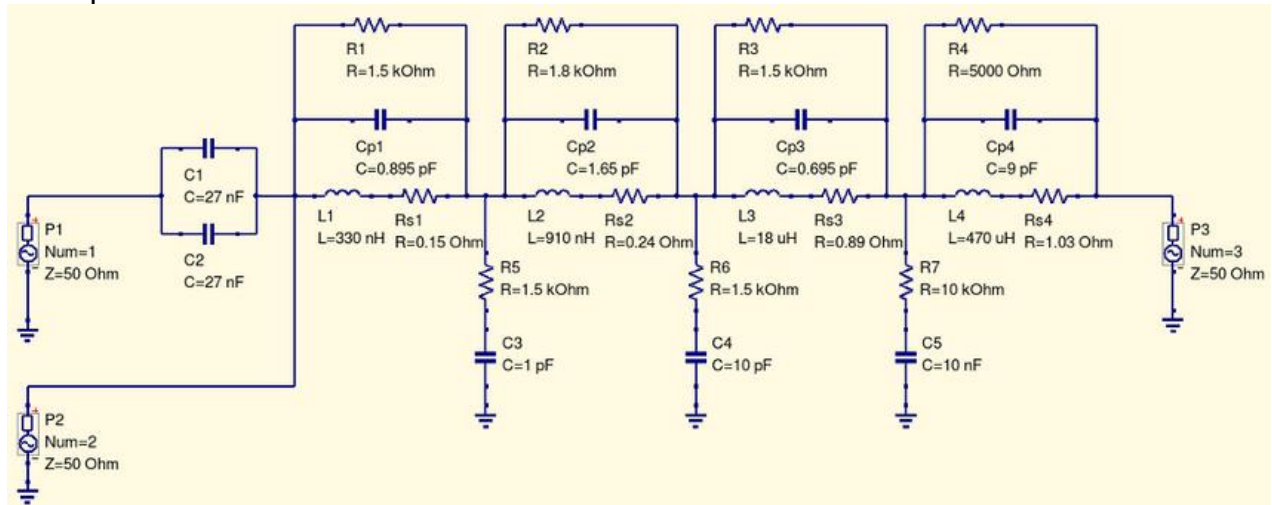 R1
R=1.5 kOhm
R2
R=1.8 kOhm
R3
R=1.5 kOhm
R4
R=5000 Ohm
Cp1
C=0.895 pF
Cp2
C=1.65 pF
Cp3
C=0.695 pF
Cp4
C=9 pF
C1
C=27 nF
C2
C=27 nF
L1
L=330 nH
Rs1
R=0.15 Ohm
L2
L=910 nH
Rs2
R=0.24 Ohm
L3
L=18 uH
Rs3
R=0.89 Ohm
L4
L=470 uH
Rs4
R=1.03 Ohm
P1
Num=1
Z=50 Ohm
P3
Num=3
Z=50 Ohm
R5
R=1.5 kOhm
R6
R=1.5 kOhm
R7
R=10 kOhm
C3
C=1 pF
C4
C=10 pF
C5
C=10 nF
P2
Num=2
Z=50 Ohm